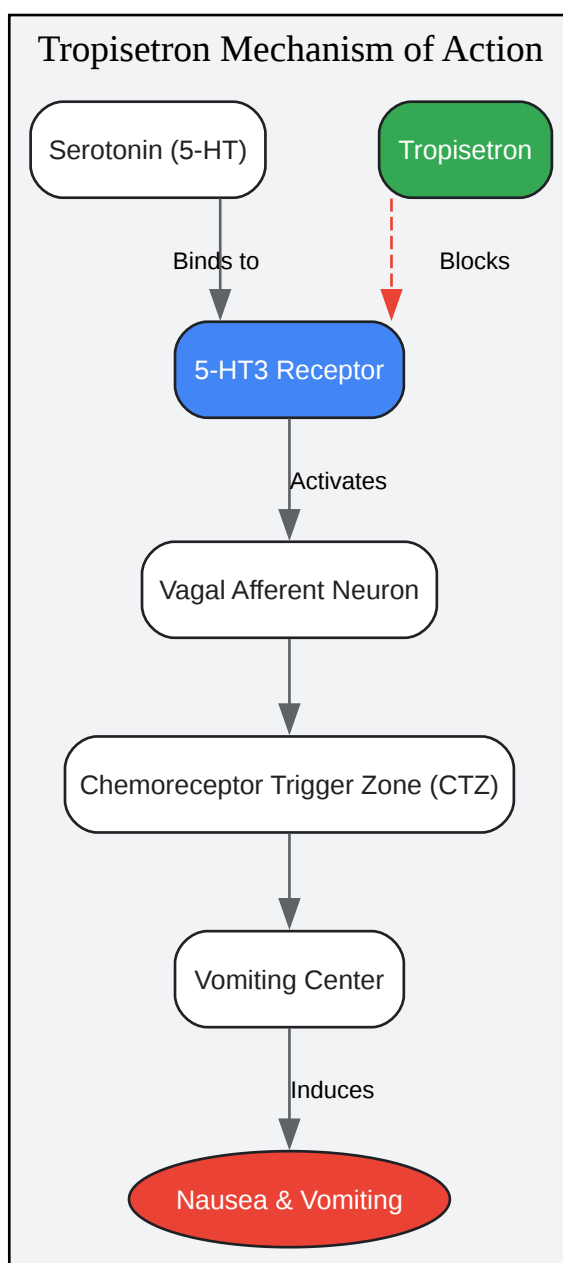 Tropisetron Mechanism of Action
Serotonin (5-HT)
Tropisetron
Binds to
Blocks
5-HT3 Receptor
Activates
Vagal Afferent Neuron
Chemoreceptor Trigger Zone (CTZ)
Vomiting Center
Induces
Nausea & Vomiting